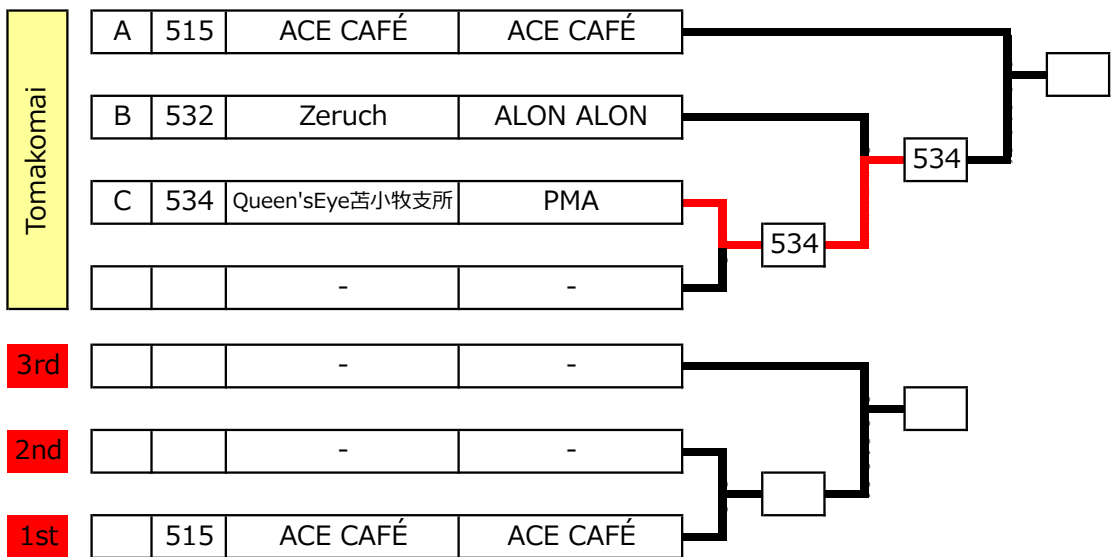 Tomakomai
A 515 ACE CAFÉ ACE CAFÉ
B 532 Zeruch ALON ALON
534
C 534 Queen'sEye苫小牧支所 PMA
534
- -
3rd - -
2nd - -
1st 515 ACE CAFÉ ACE CAFÉ